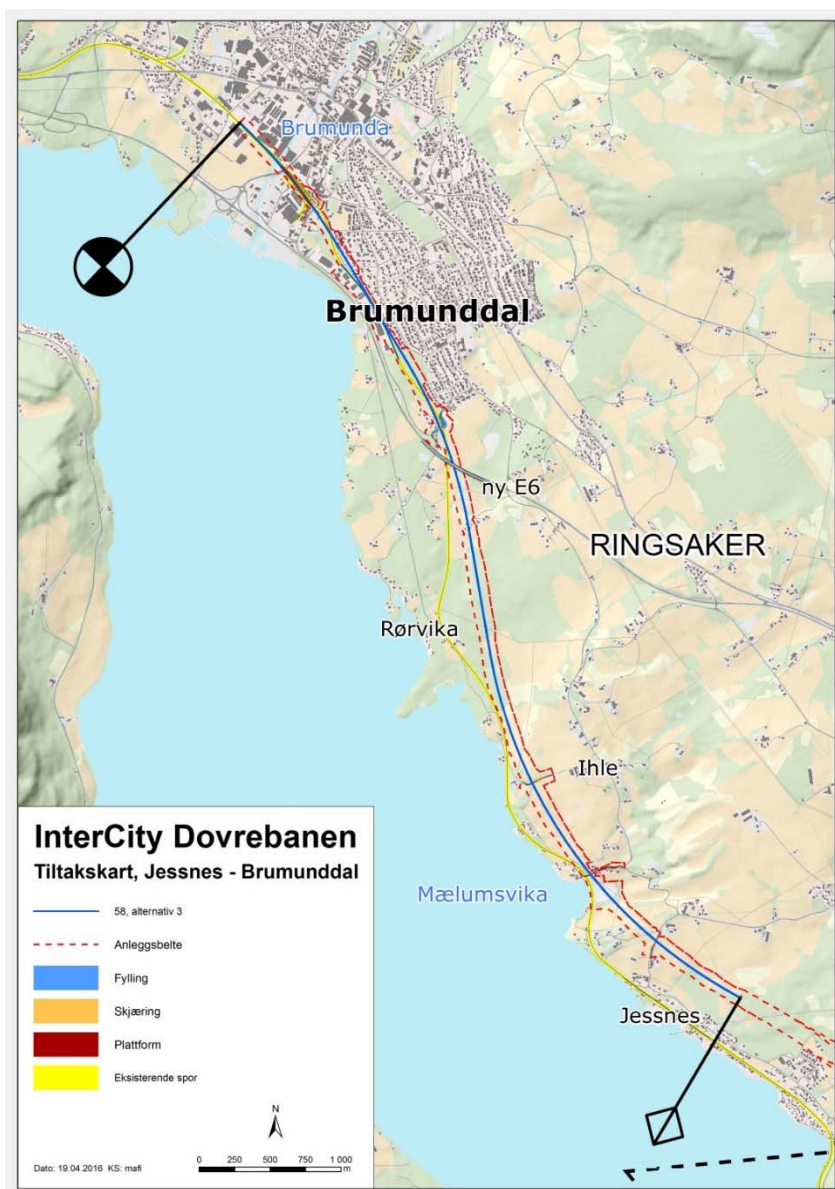 Brumunda
Brumunddal
ny E6
RINGSAKER
Rørvika
Ihle
Mælumsvika
Jessnes
InterCity Dovrebanen
Tiltakskart, Jessnes - Brumunddal
58, alternativ 3
Anleggsbelte
Fylling
Skjæring
Plattform
Eksisterende spor
N
0 250 500 750 1 000
m
Dato: 19.04.2016 KS: mafi